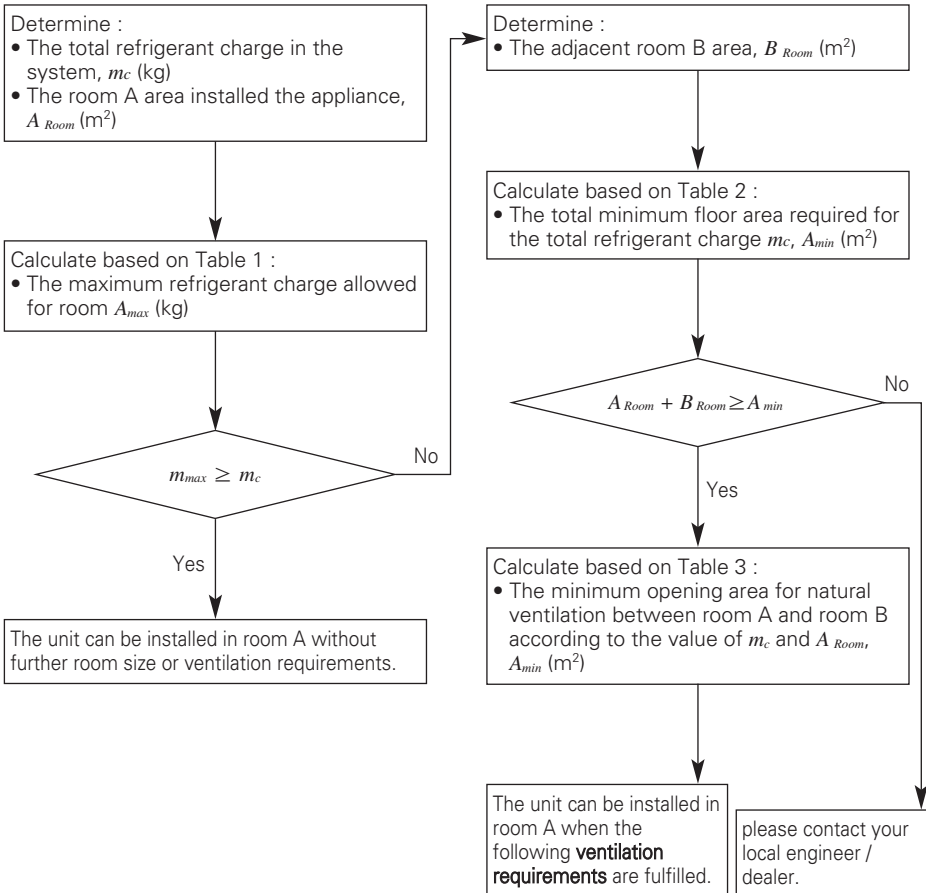 Determine :
• The total refrigerant charge in the
system, mc (kg)
• The room A area installed the appliance,
A Room (m²)
Calculate based on Table 1 :
• The maximum refrigerant charge allowed
for room Amax (kg)
mmax ≥ mc
No
Yes
The unit can be installed in room A without
further room size or ventilation requirements.
Determine :
• The adjacent room B area, B Room (m²)
Calculate based on Table 2 :
• The total minimum floor area required for
the total refrigerant charge mc, Amin (m²)
A Room + B Room ≥ A min
No
Yes
Calculate based on Table 3 :
• The minimum opening area for natural
ventilation between room A and room B
according to the value of mc and A Room,
Amin (m²)
The unit can be installed in
room A when the
following ventilation
requirements are fulfilled.
please contact your
local engineer /
dealer.